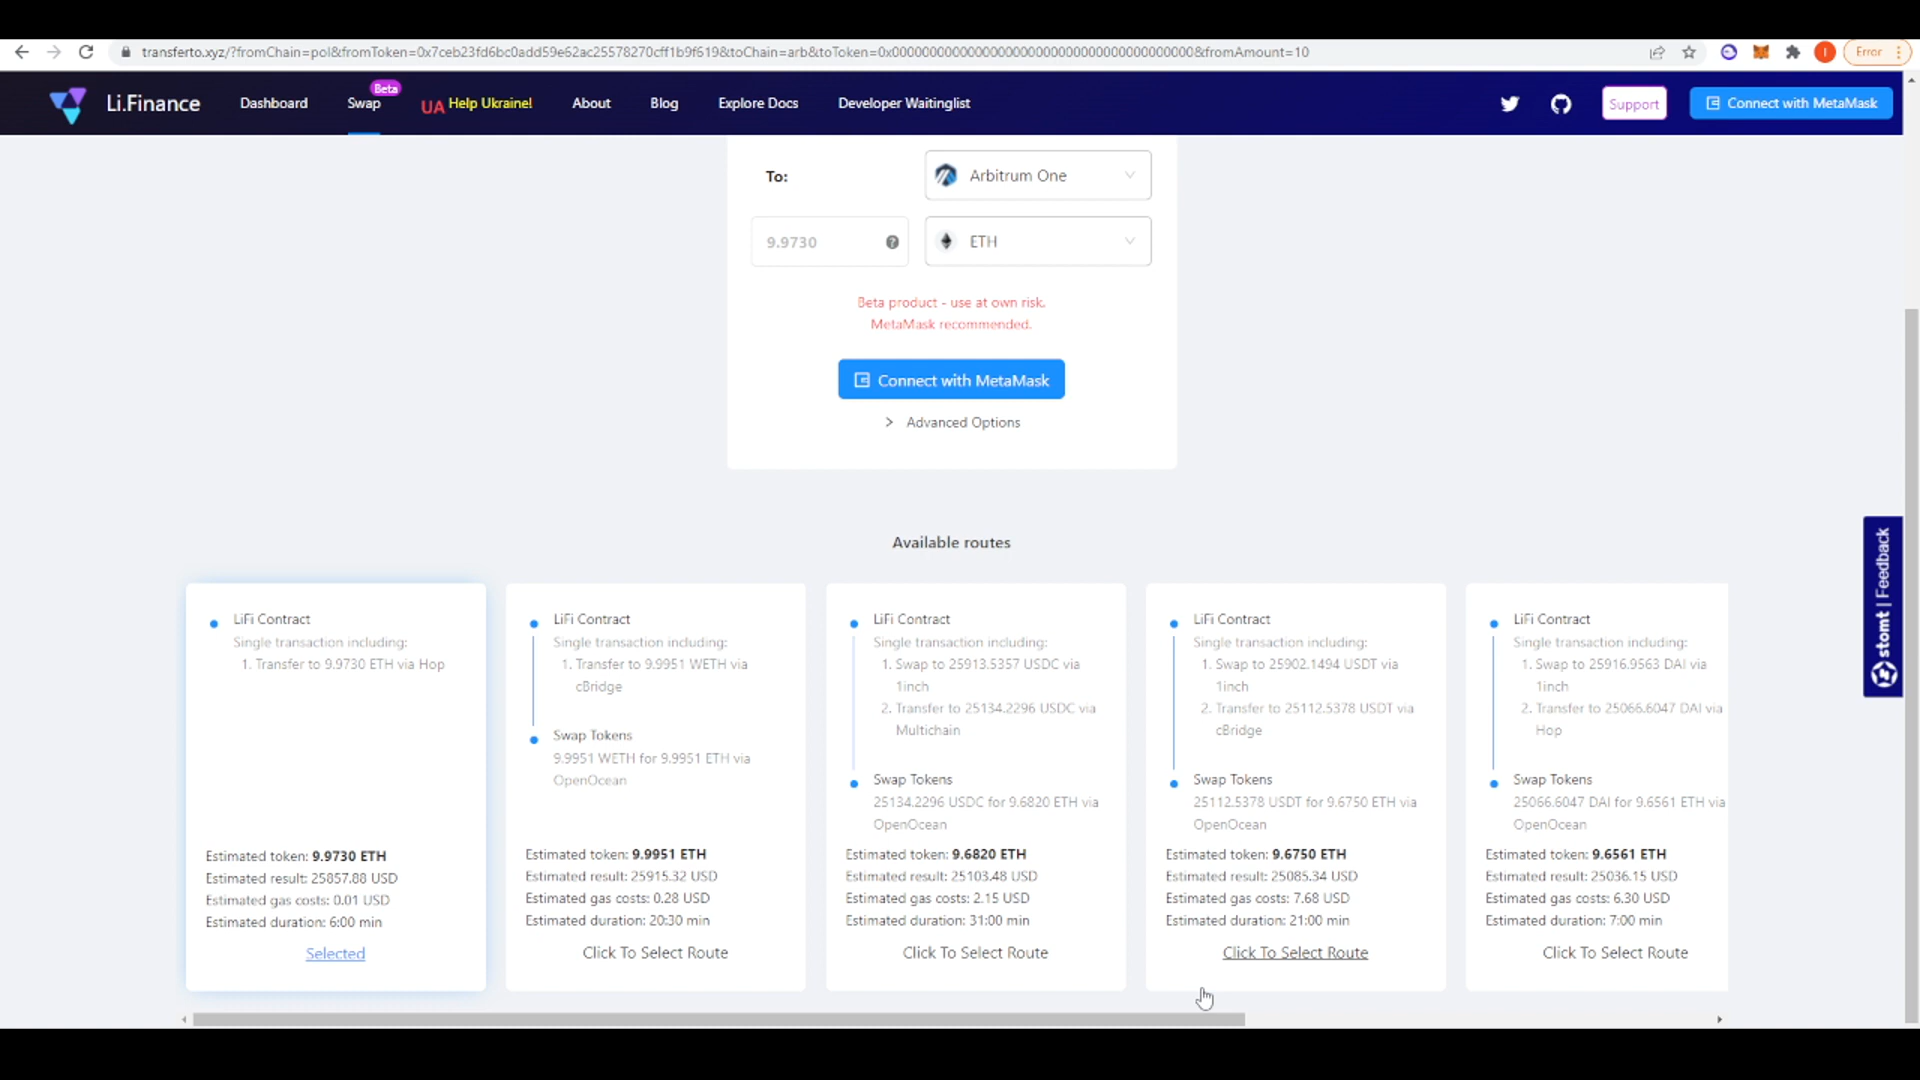 transferto.xyz/?fromChain=pol&fromToken=0x7ceb23fd6bc0add59e62ac25578270cff1b9f619&toChain=arb&toToken=0x0000000000000000000000000000000000000000&fromAmount=10
Error
Li.Finance
Dashboard
Swap
Beta
UA Help Ukraine!
About
Blog
Explore Docs
Developer Waitinglist
Support
Connect with MetaMask
To:
Arbitrum One
9.9730
ETH
Beta product - use at own risk.
MetaMask recommended.
Connect with MetaMask
Advanced Options
Available routes
LiFi Contract
Single transaction including:
1. Transfer to 9.9730 ETH via Hop
Estimated token: 9.9730 ETH
Estimated result: 25857.88 USD
Estimated gas costs: 0.01 USD
Estimated duration: 6:00 min
Selected
LiFi Contract
Single transaction including:
1. Transfer to 9.9951 WETH via
cBridge
Swap Tokens
9.9951 WETH for 9.9951 ETH via
OpenOcean
Estimated token: 9.9951 ETH
Estimated result: 25915.32 USD
Estimated gas costs: 0.28 USD
Estimated duration: 20:30 min
Click To Select Route
LiFi Contract
Single transaction including:
1. Swap to 25913.5357 USDC via
1inch
2. Transfer to 25134.2296 USDC via
Multichain
Swap Tokens
25134.2296 USDC for 9.6820 ETH via
OpenOcean
Estimated token: 9.6820 ETH
Estimated result: 25103.48 USD
Estimated gas costs: 2.15 USD
Estimated duration: 31:00 min
Click To Select Route
LiFi Contract
Single transaction including:
1. Swap to 25902.1494 USDT via
1inch
2. Transfer to 25112.5378 USDT via
cBridge
Swap Tokens
25112.5378 USDT for 9.6750 ETH via
OpenOcean
Estimated token: 9.6750 ETH
Estimated result: 25085.34 USD
Estimated gas costs: 7.68 USD
Estimated duration: 21:00 min
Click To Select Route
LiFi Contract
Single transaction including:
1. Swap to 25916.9563 DAI via
1inch
2. Transfer to 25066.6047 DAI via
Hop
Swap Tokens
25066.6047 DAI for 9.6561 ETH via
OpenOcean
Estimated token: 9.6561 ETH
Estimated result: 25036.15 USD
Estimated gas costs: 6.30 USD
Estimated duration: 7:00 min
Click To Select Route
stomt | Feedback